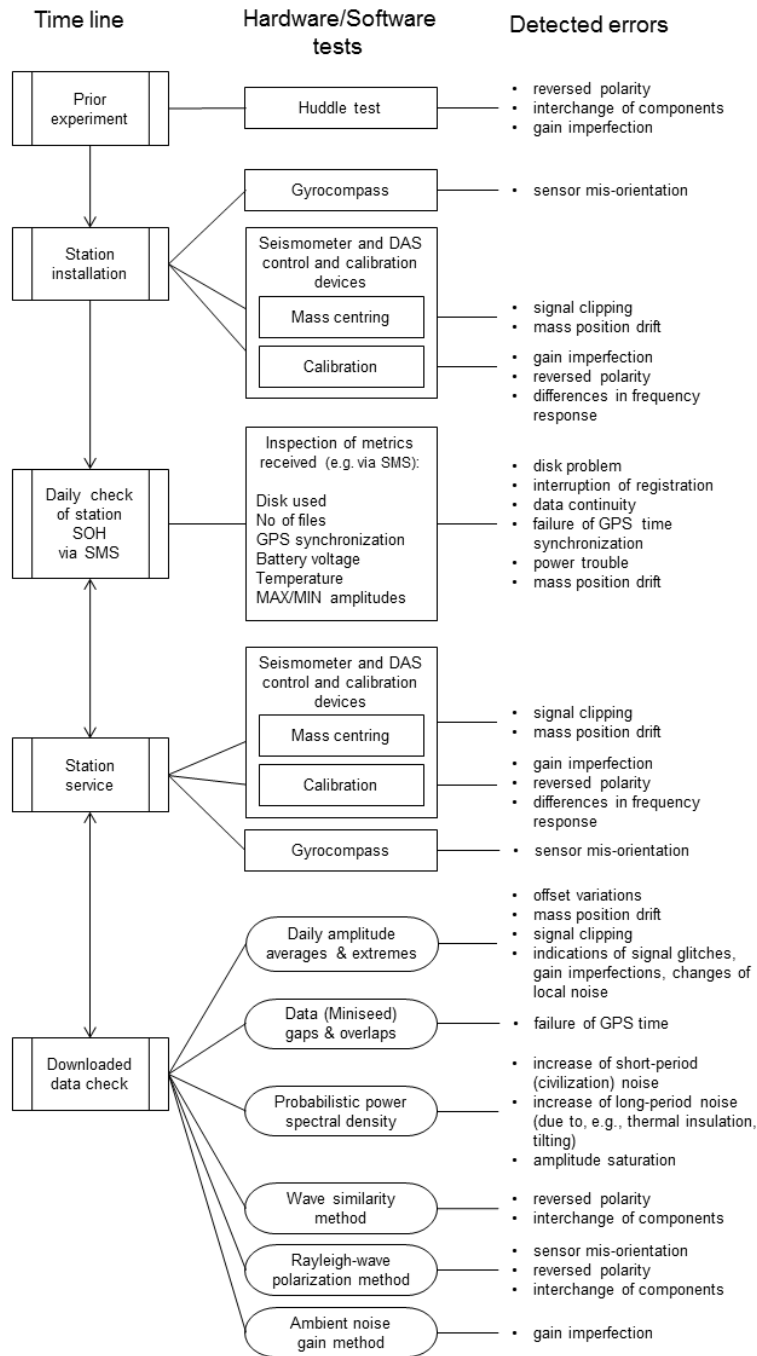 Time line
Hardware/Software
tests
Detected errors
Prior
experiment
Huddle test
• reversed polarity
• interchange of components
• gain imperfection
Gyrocompass
• sensor mis-orientation
Station
installation
Seismometer and DAS
control and calibration
devices
Mass centring
• signal clipping
• mass position drift
Calibration
• gain imperfection
• reversed polarity
• differences in frequency
response
Daily check
of station
SOH
via SMS
Inspection of metrics
received (e.g. via SMS):
Disk used
No of files
GPS synchronization
Battery voltage
Temperature
MAX/MIN amplitudes
• disk problem
• interruption of registration
• data continuity
• failure of GPS time
synchronization
• power trouble
• mass position drift
Station
service
Seismometer and DAS
control and calibration
devices
Mass centring
• signal clipping
• mass position drift
Calibration
• gain imperfection
• reversed polarity
• differences in frequency
response
Gyrocompass
• sensor mis-orientation
Downloaded
data check
Daily amplitude
averages & extremes
• offset variations
• mass position drift
• signal clipping
• indications of signal glitches,
gain imperfections, changes of
local noise
Data (Miniseed)
gaps & overlaps
• failure of GPS time
Probabilistic power
spectral density
• increase of short-period
(civilization) noise
• increase of long-period noise
(due to, e.g., thermal insulation,
tilting)
• amplitude saturation
Wave similarity
method
• reversed polarity
• interchange of components
Rayleigh-wave
polarization method
• sensor mis-orientation
• reversed polarity
• interchange of components
Ambient noise
gain method
• gain imperfection